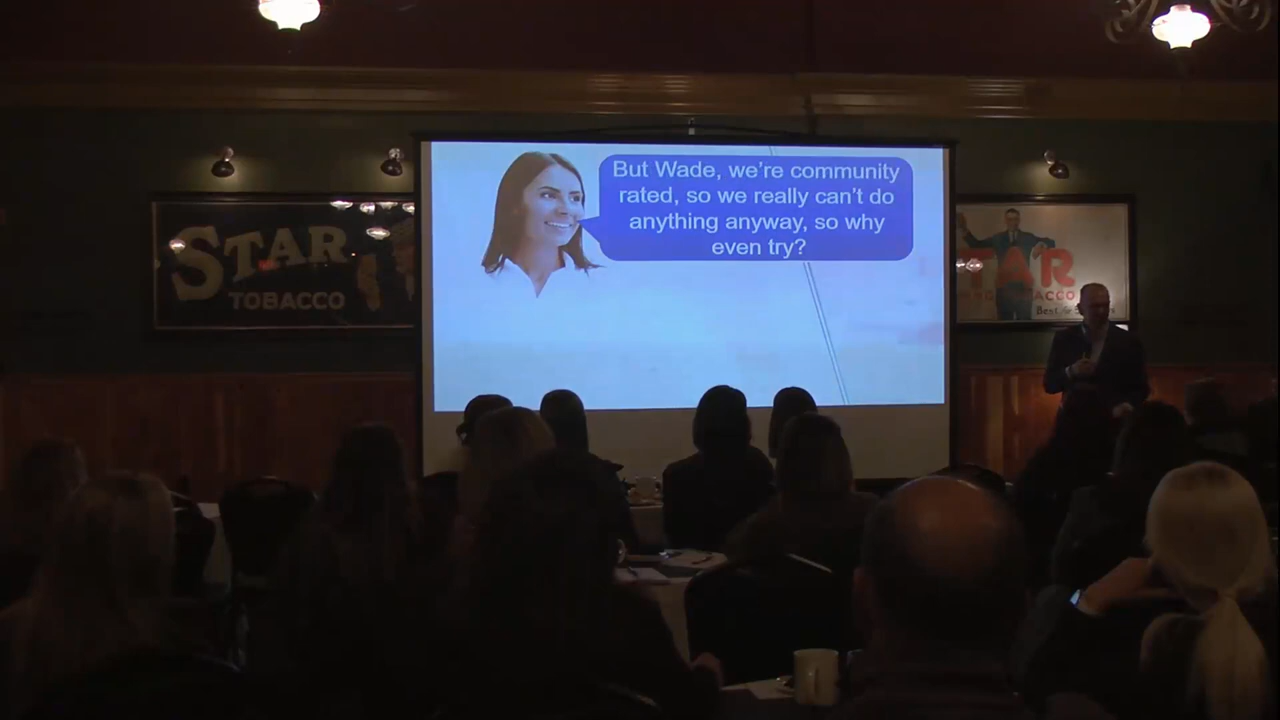 But Wade, we're community
rated, so we really can't do
anything anyway, so why
even try?
STAR
TOBACCO
STAR